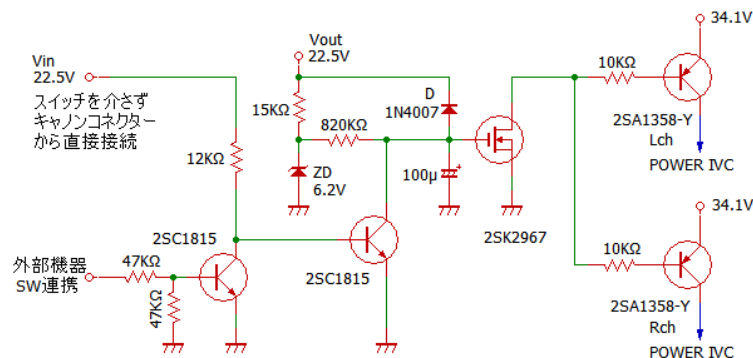 Vin
22.5V
スイッチを介さず
キャノンコネクター
から直接接続
12KΩ
Vout
22.5V
15KΩ
820KΩ
ZD
6.2V
D
1N4007
100μ
+
2SK2967
34.1V
10KΩ
2SA1358-Y
Lch
POWER IVC
34.1V
10KΩ
2SA1358-Y
Rch
POWER IVC
外部機器
SW連携
47KΩ
47KΩ
2SC1815
2SC1815